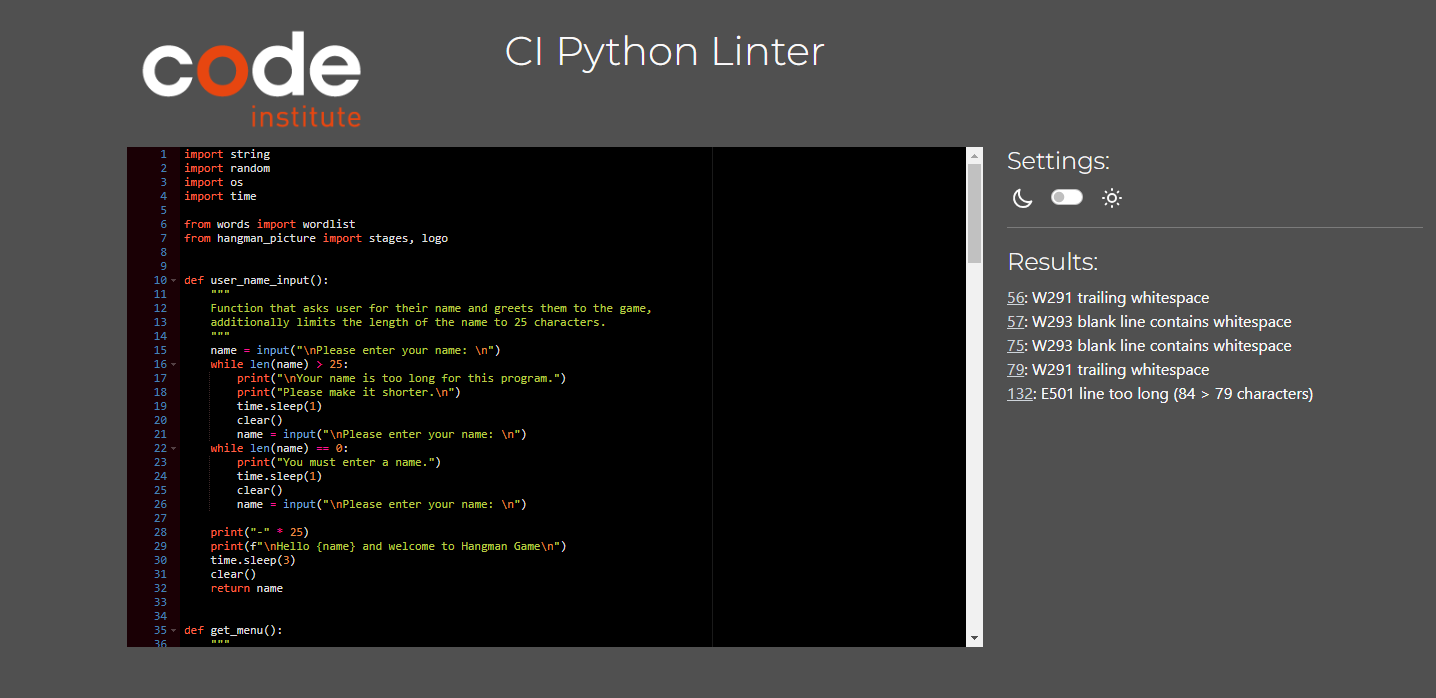 code
institute
CI Python Linter
1 import string
2 import random
3 import os
4 import time
5
6 from words import wordlist
7 from hangman_picture import stages, logo
8
9
10 def user_name_input():
11 """
12 Function that asks user for their name and greets them to the game,
13 additionally limits the length of the name to 25 characters.
14 """
15 name = input("\nPlease enter your name: \n")
16 while len(name) > 25:
17 print("\nYour name is too long for this program.")
18 print("Please make it shorter.\n")
19 time.sleep(1)
20 clear()
21 name = input("\nPlease enter your name: \n")
22 while len(name) == 0:
23 print("You must enter a name.")
24 time.sleep(1)
25 clear()
26 name = input("\nPlease enter your name: \n")
27
28 print("-" * 25)
29 print(f"\nHello {name} and welcome to Hangman Game\n")
30 time.sleep(3)
31 clear()
32 return name
33
34
35 def get_menu():
36 """
Settings:
Results:
56: W291 trailing whitespace
57: W293 blank line contains whitespace
75: W293 blank line contains whitespace
79: W291 trailing whitespace
132: E501 line too long (84 > 79 characters)